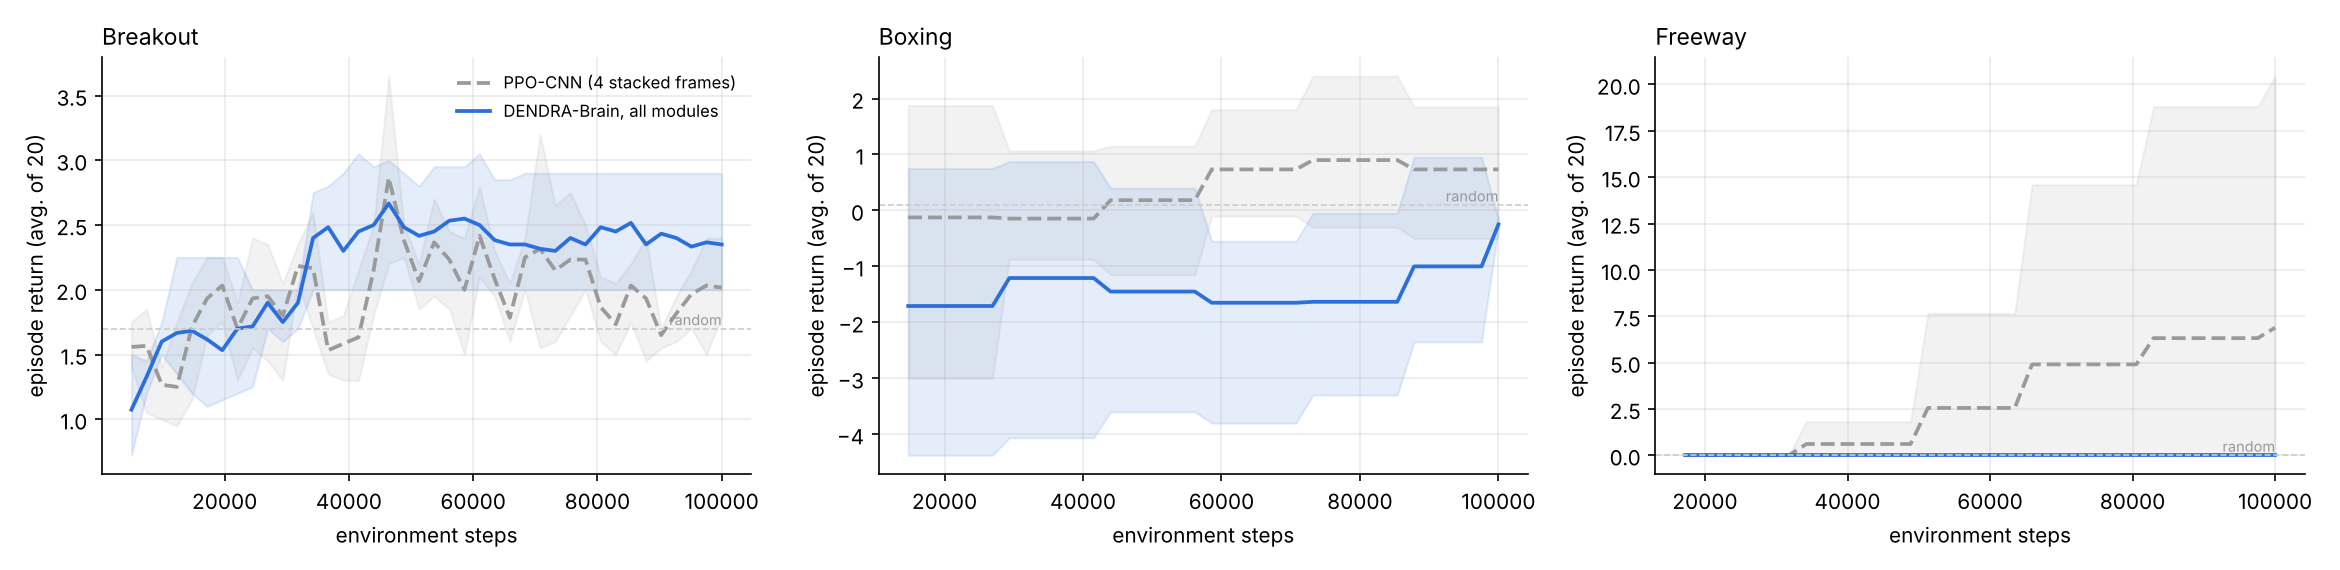 Breakout
PPO-CNN (4 stacked frames)
DENDRA-Brain, all modules
random
3.5
3.0
2.5
2.0
1.5
1.0
episode return (avg. of 20)
20000 40000 60000 80000 100000
environment steps
Boxing
random
2
1
0
−1
−2
−3
−4
episode return (avg. of 20)
20000 40000 60000 80000 100000
environment steps
Freeway
random
20.0
17.5
15.0
12.5
10.0
7.5
5.0
2.5
0.0
episode return (avg. of 20)
20000 40000 60000 80000 100000
environment steps